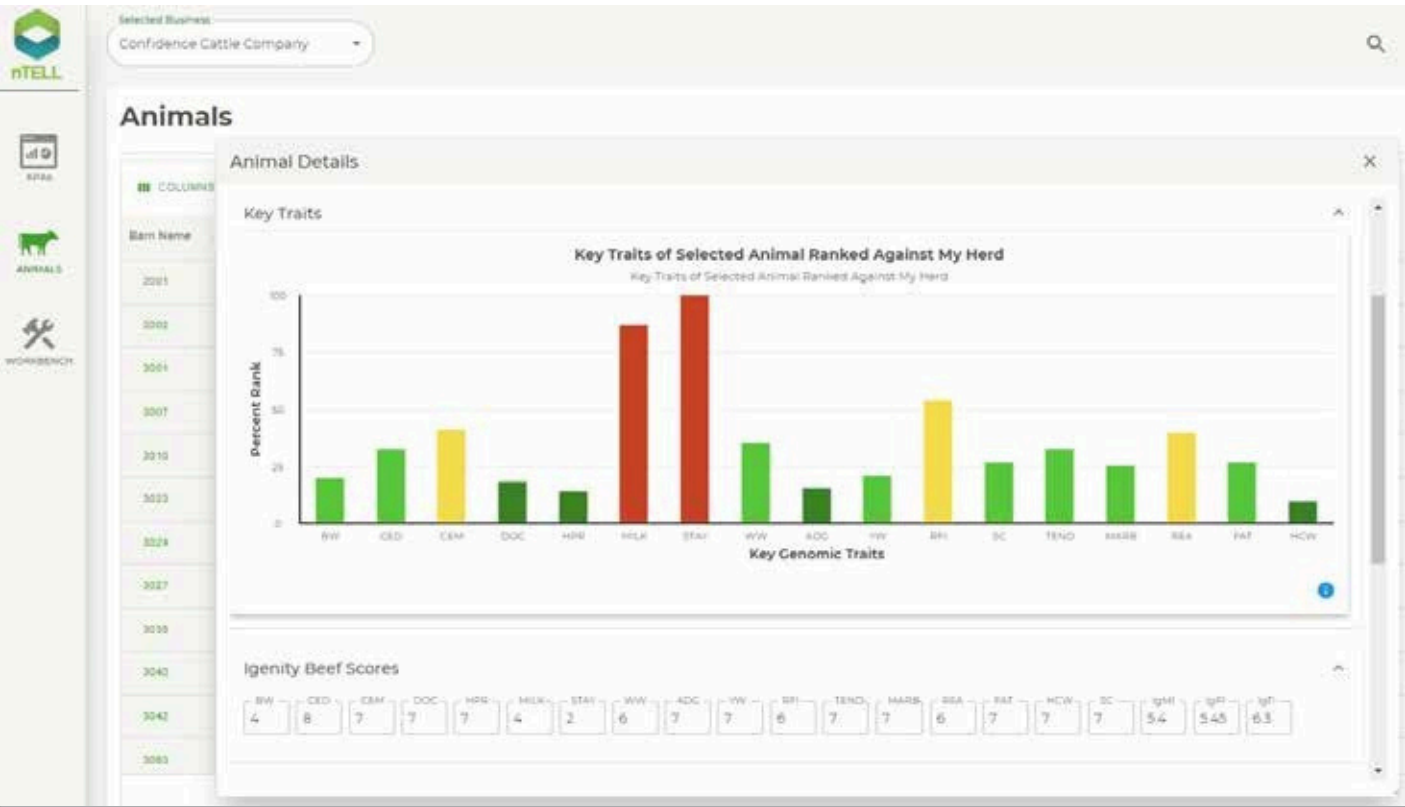 Selected Business
Confidence Cattle Company
nTELL
Animals
KPAs
COLUMNS
ANIMALS
WORKBENCH
Barn Name
2001
3002
3007
3010
3023
3024
3027
3040
3042
3083
Animal Details
Key Traits
Key Traits of Selected Animal Ranked Against My Herd
Key Traits of Selected Animal Ranked Against My Herd
Percent Rank
100
75
50
25
0
BW CED CEM DOC HPR MILK STAY WW ADG YW RFI SC TEND MARB REA FAT HCW
Key Genomic Traits
Igenity Beef Scores
BW CED CEM DOC HPR MILK STAY WW ADG YW RFI TEND MARB REA FAT HCW SC IgM| IgP| IgT|
4 8 7 7 7 4 2 6 7 7 6 7 7 6 7 7 7 5.4 5.45 6.3